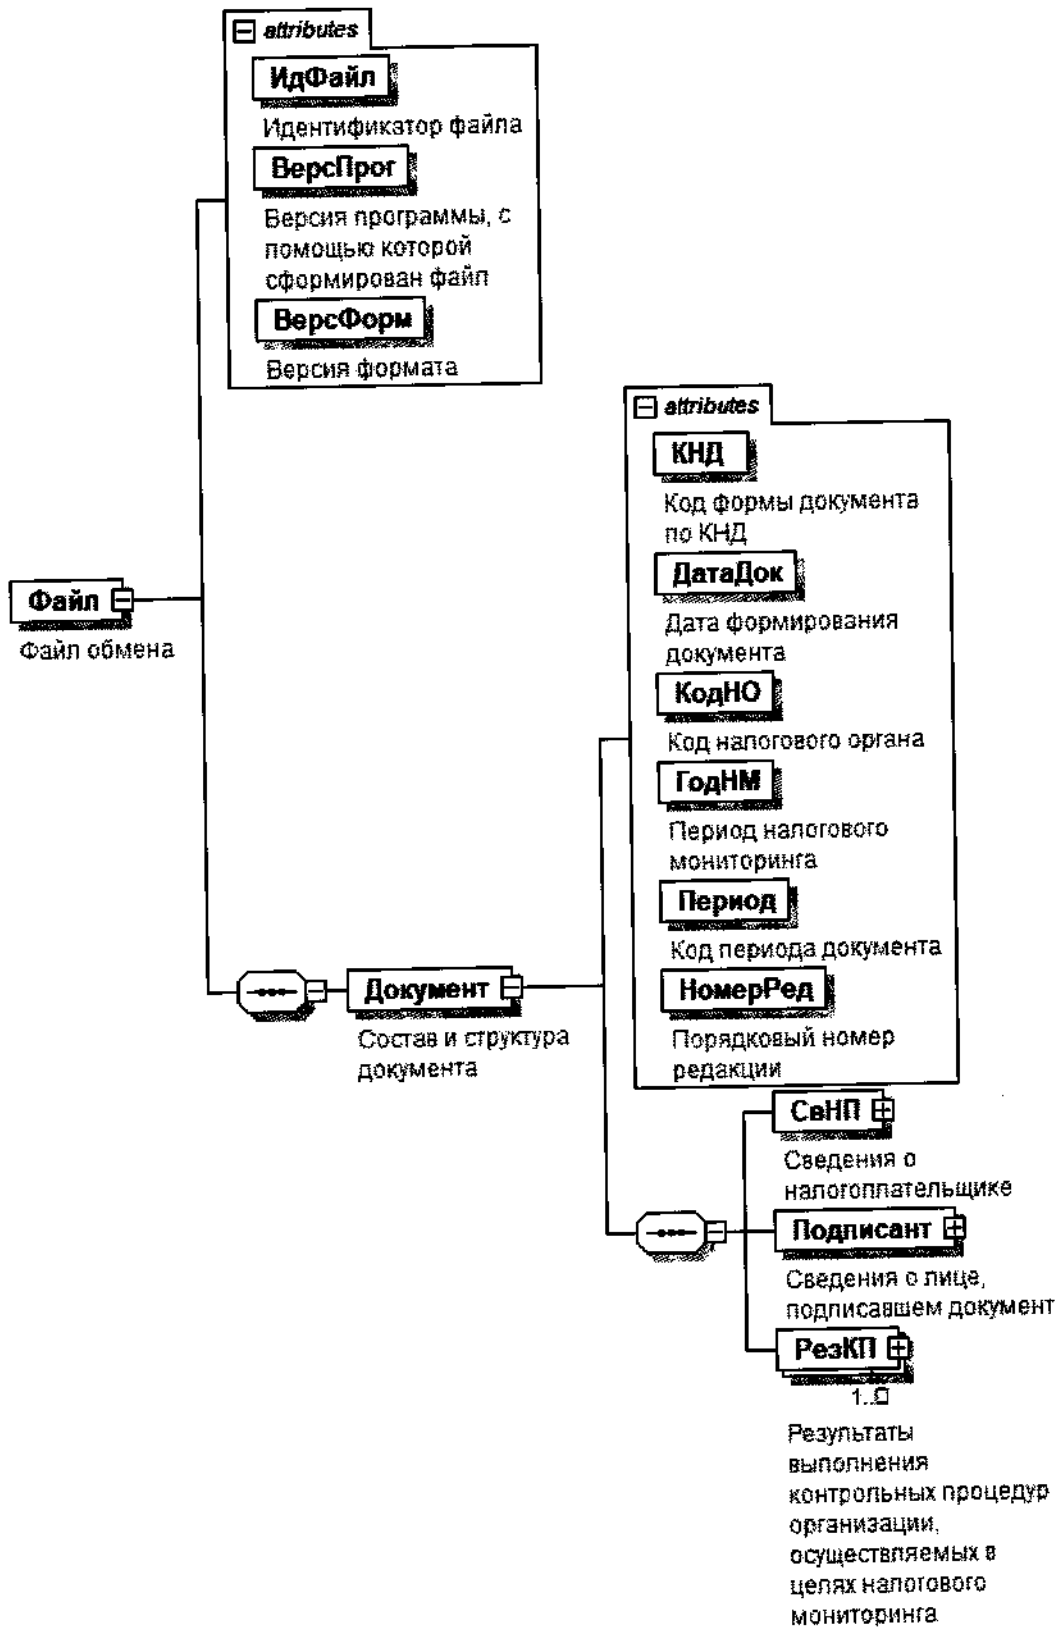 attributes
ИдФайл
Идентификатор файла
ВерсПрог
Версия программы, с
помощью которой
сформирован файл
ВерсФорм
Версия формата
Файл
Файл обмена
Документ
Состав и структура
документа
attributes
КНД
Код формы документа
по КНД
ДатаДок
Дата формирования
документа
КодНО
Код налогового органа
ГодНМ
Период налогового
мониторинга
Период
Код периода документа
НомерРед
Порядковый номер
редакции
СвНП
Сведения о
налогоплательщике
Подписант
Сведения о лице,
подписавшем документ
РезКП
1..□
Результаты
выполнения
контрольных процедур
организации,
осуществляемых в
целях налогового
мониторинга